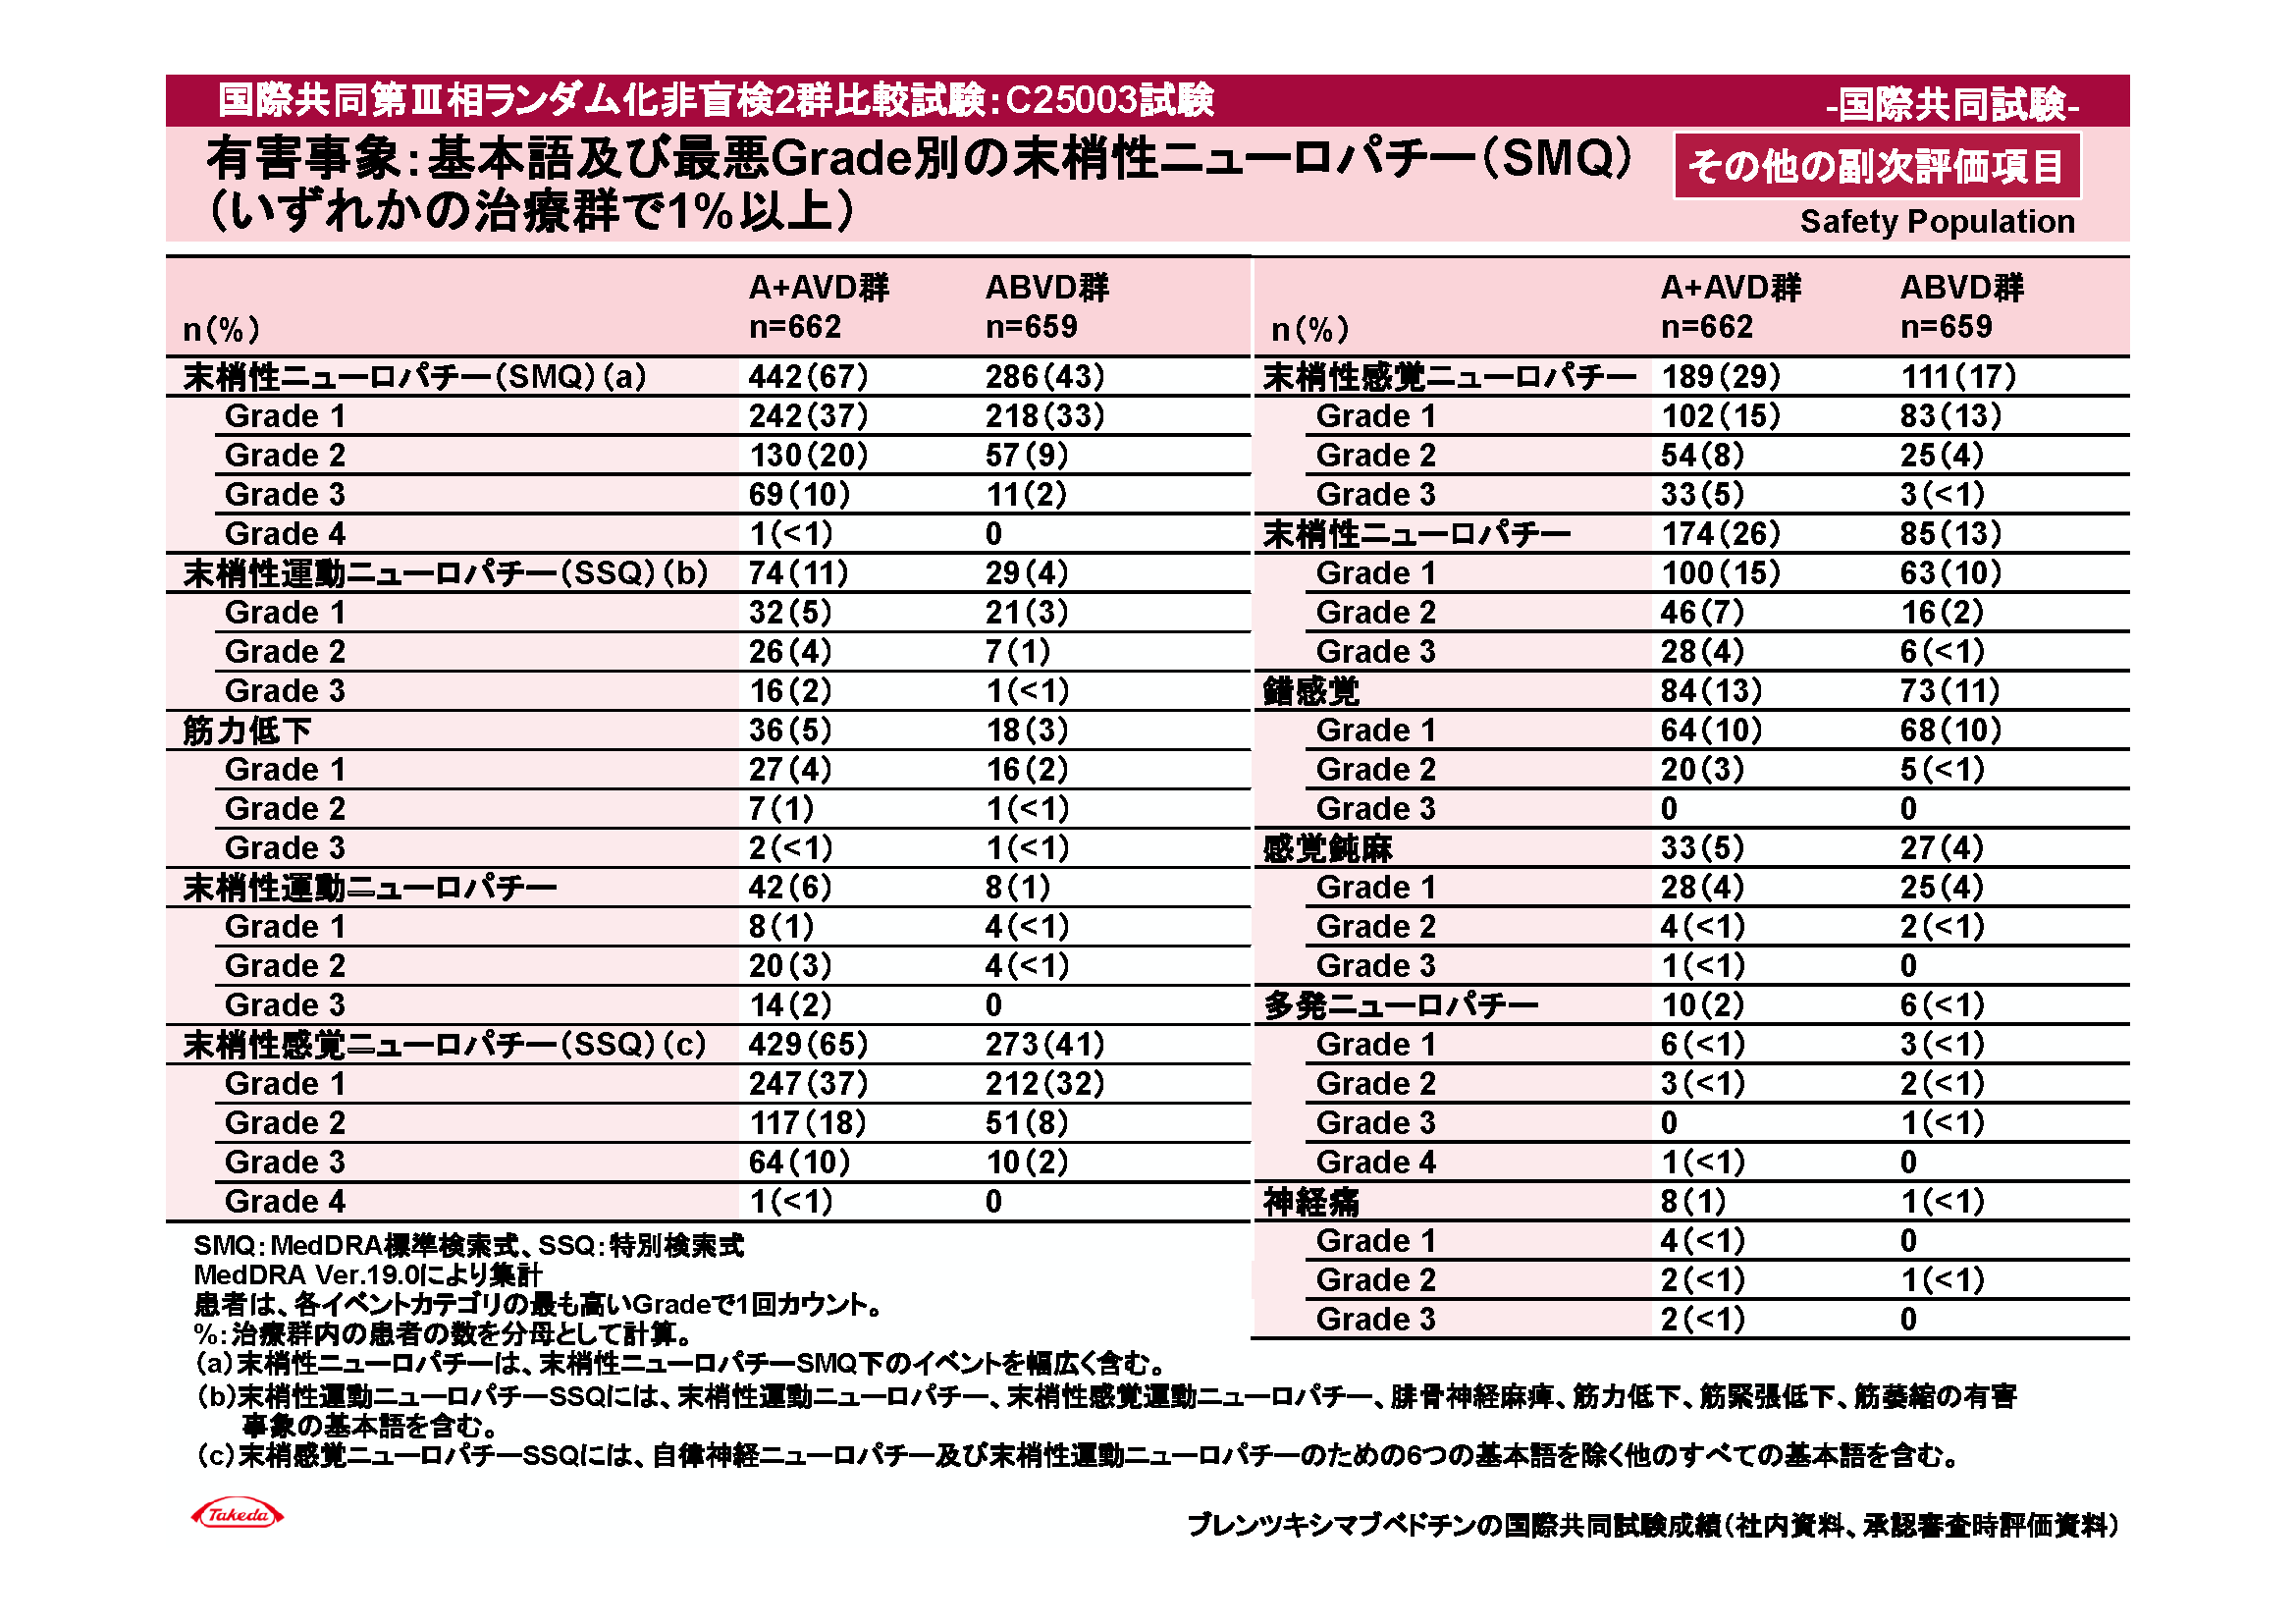 国際共同第Ⅲ相ランダム化非盲検2群比較試験：C25003試験
-国際共同試験-
有害事象：基本語及び最悪Grade別の末梢性ニューロパチー（SMQ）
（いずれかの治療群で1%以上）
その他の副次評価項目
Safety Population
n（%） A+AVD群 n=662 ABVD群 n=659
末梢性ニューロパチー（SMQ）（a） 442（67） 286（43）
Grade 1 242（37） 218（33）
Grade 2 130（20） 57（9）
Grade 3 69（10） 11（2）
Grade 4 1（<1） 0
末梢性運動ニューロパチー（SSQ）（b） 74（11） 29（4）
Grade 1 32（5） 21（3）
Grade 2 26（4） 7（1）
Grade 3 16（2） 1（<1）
筋力低下 36（5） 18（3）
Grade 1 27（4） 16（2）
Grade 2 7（1） 1（<1）
Grade 3 2（<1） 1（<1）
末梢性運動ニューロパチー 42（6） 8（1）
Grade 1 8（1） 4（<1）
Grade 2 20（3） 4（<1）
Grade 3 14（2） 0
末梢性感覚ニューロパチー（SSQ）（c） 429（65） 273（41）
Grade 1 247（37） 212（32）
Grade 2 117（18） 51（8）
Grade 3 64（10） 10（2）
Grade 4 1（<1） 0
n（%） A+AVD群 n=662 ABVD群 n=659
末梢性感覚ニューロパチー 189（29） 111（17）
Grade 1 102（15） 83（13）
Grade 2 54（8） 25（4）
Grade 3 33（5） 3（<1）
末梢性ニューロパチー 174（26） 85（13）
Grade 1 100（15） 63（10）
Grade 2 46（7） 16（2）
Grade 3 28（4） 6（<1）
錯感覚 84（13） 73（11）
Grade 1 64（10） 68（10）
Grade 2 20（3） 5（<1）
Grade 3 0 0
感覚鈍麻 33（5） 27（4）
Grade 1 28（4） 25（4）
Grade 2 4（<1） 2（<1）
Grade 3 1（<1） 0
多発ニューロパチー 10（2） 6（<1）
Grade 1 6（<1） 3（<1）
Grade 2 3（<1） 2（<1）
Grade 3 0 1（<1）
Grade 4 1（<1） 0
神経痛 8（1） 1（<1）
Grade 1 4（<1） 0
Grade 2 2（<1） 1（<1）
Grade 3 2（<1） 0
SMQ：MedDRA標準検索式、SSQ：特別検索式
MedDRA Ver.19.0により集計
患者は、各イベントカテゴリの最も高いGradeで1回カウント。
%：治療群内の患者の数を分母として計算。
（a）末梢性ニューロパチーは、末梢性ニューロパチーSMQ下のイベントを幅広く含む。
（b）末梢性運動ニューロパチーSSQには、末梢性運動ニューロパチー、末梢性感覚運動ニューロパチー、腓骨神経麻痺、筋力低下、筋緊張低下、筋萎縮の有害
事象の基本語を含む。
（c）末梢感覚ニューロパチーSSQには、自律神経ニューロパチー及び末梢性運動ニューロパチーのための6つの基本語を除く他のすべての基本語を含む。
Takeda
ブレンツキシマブベドチンの国際共同試験成績（社内資料、承認審査時評価資料）